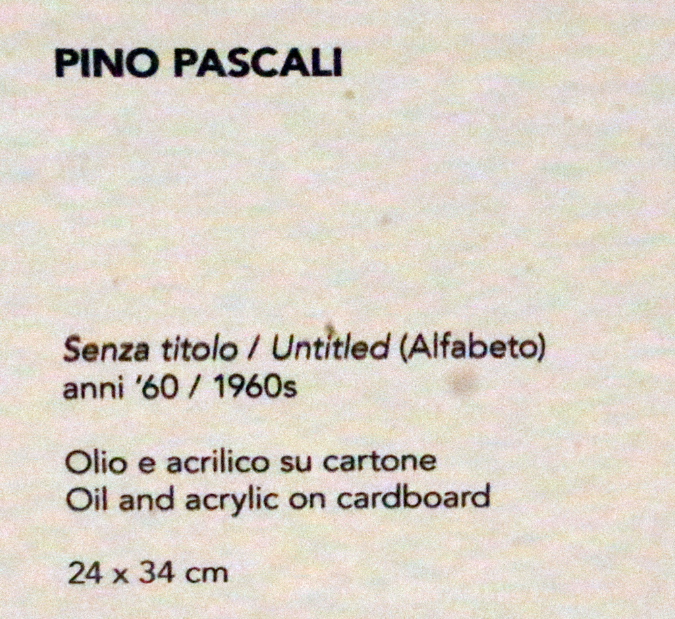 PINO PASCALI
Senza titolo / Untitled (Alfabeto)
anni '60 / 1960s
Olio e acrilico su cartone
Oil and acrylic on cardboard
24 x 34 cm